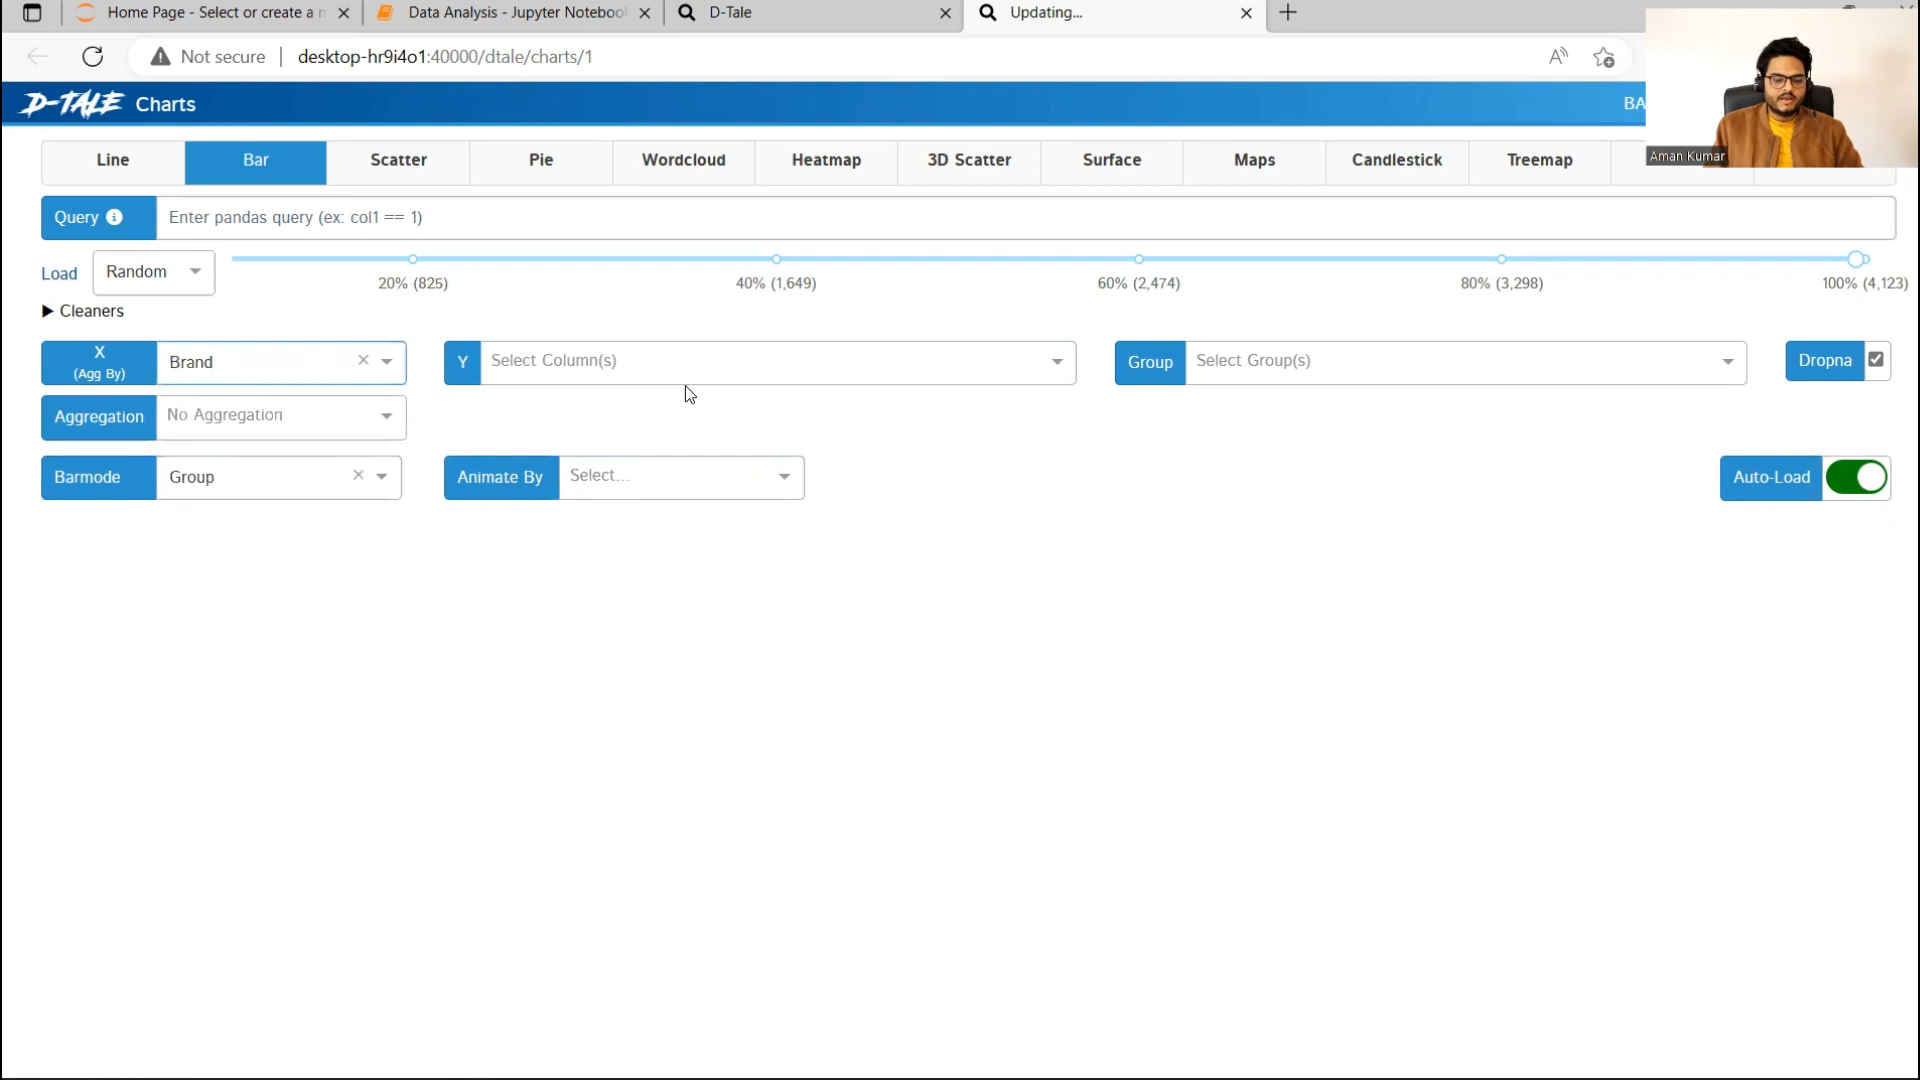 Home Page - Select or create a n
Data Analysis - Jupyter Noteboo
D-Tale
Updating...
Not secure
desktop-hr9i4o1:40000/dtale/charts/1
D-TALE Charts
BA
Line
Bar
Scatter
Pie
Wordcloud
Heatmap
3D Scatter
Surface
Maps
Candlestick
Treemap
Aman Kumar
Query
Enter pandas query (ex: col1 == 1)
Load
Random
20% (825)
40% (1,649)
60% (2,474)
80% (3,298)
100% (4,123)
Cleaners
X
(Agg By)
Brand
Y
Select Column(s)
Group
Select Group(s)
Dropna
Aggregation
No Aggregation
Barmode
Group
Animate By
Select...
Auto-Load